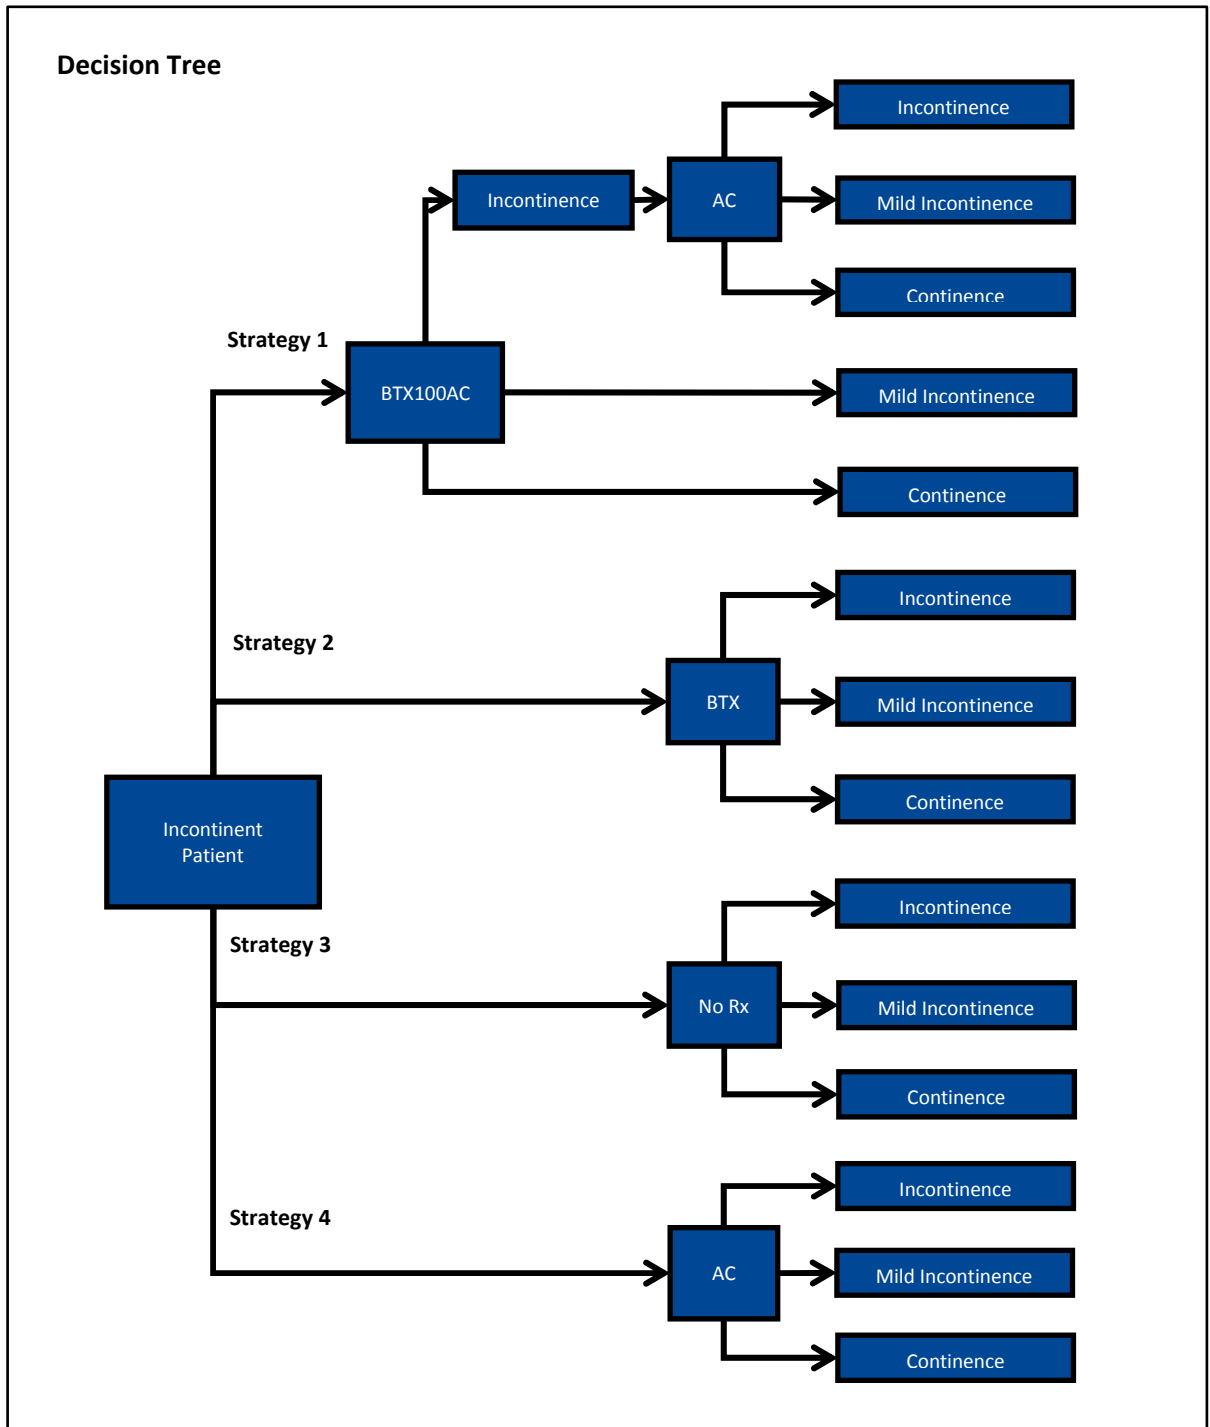 Decision Tree
Incontinence
Incontinence
AC
Mild Incontinence
Continence
Strategy 1
BTX100AC
Mild Incontinence
Continence
Incontinence
Strategy 2
BTX
Mild Incontinence
Continence
Incontinent
Patient
Incontinence
Strategy 3
No Rx
Mild Incontinence
Continence
Incontinence
Strategy 4
AC
Mild Incontinence
Continence